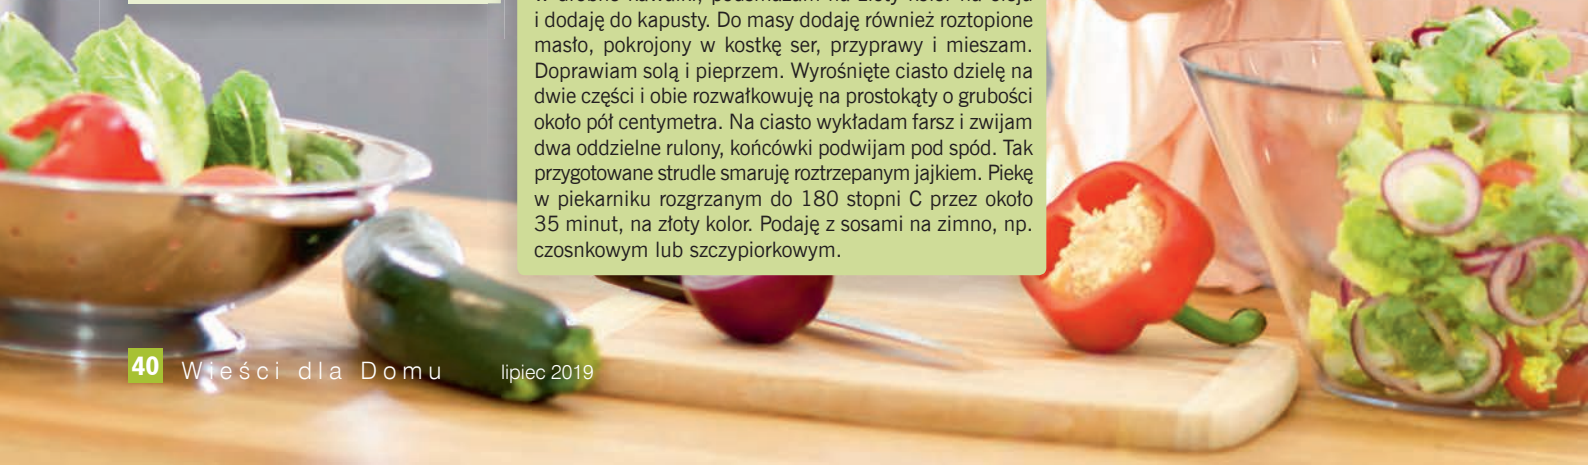 i dodaję do kapusty. Do masy dodaję również roztopione
masło, pokrojony w kostkę ser, przyprawy i mieszam.
Doprawiam solą i pieprzem. Wyrośnięte ciasto dzielę na
dwie części i obie rozwałkowuję na prostokąty o grubości
około pół centymetra. Na ciasto wykładam farsz i zwijam
dwa oddzielne rulony, końcówki podwijam pod spód. Tak
przygotowane strudle smaruję roztrzepanym jajkiem. Piekę
w piekarniku rozgrzanym do 180 stopni C przez około
35 minut, na złoty kolor. Podaję z sosami na zimno, np.
czosnkowym lub szczypiorkowym.
40 Wieści dla Domu lipiec 2019